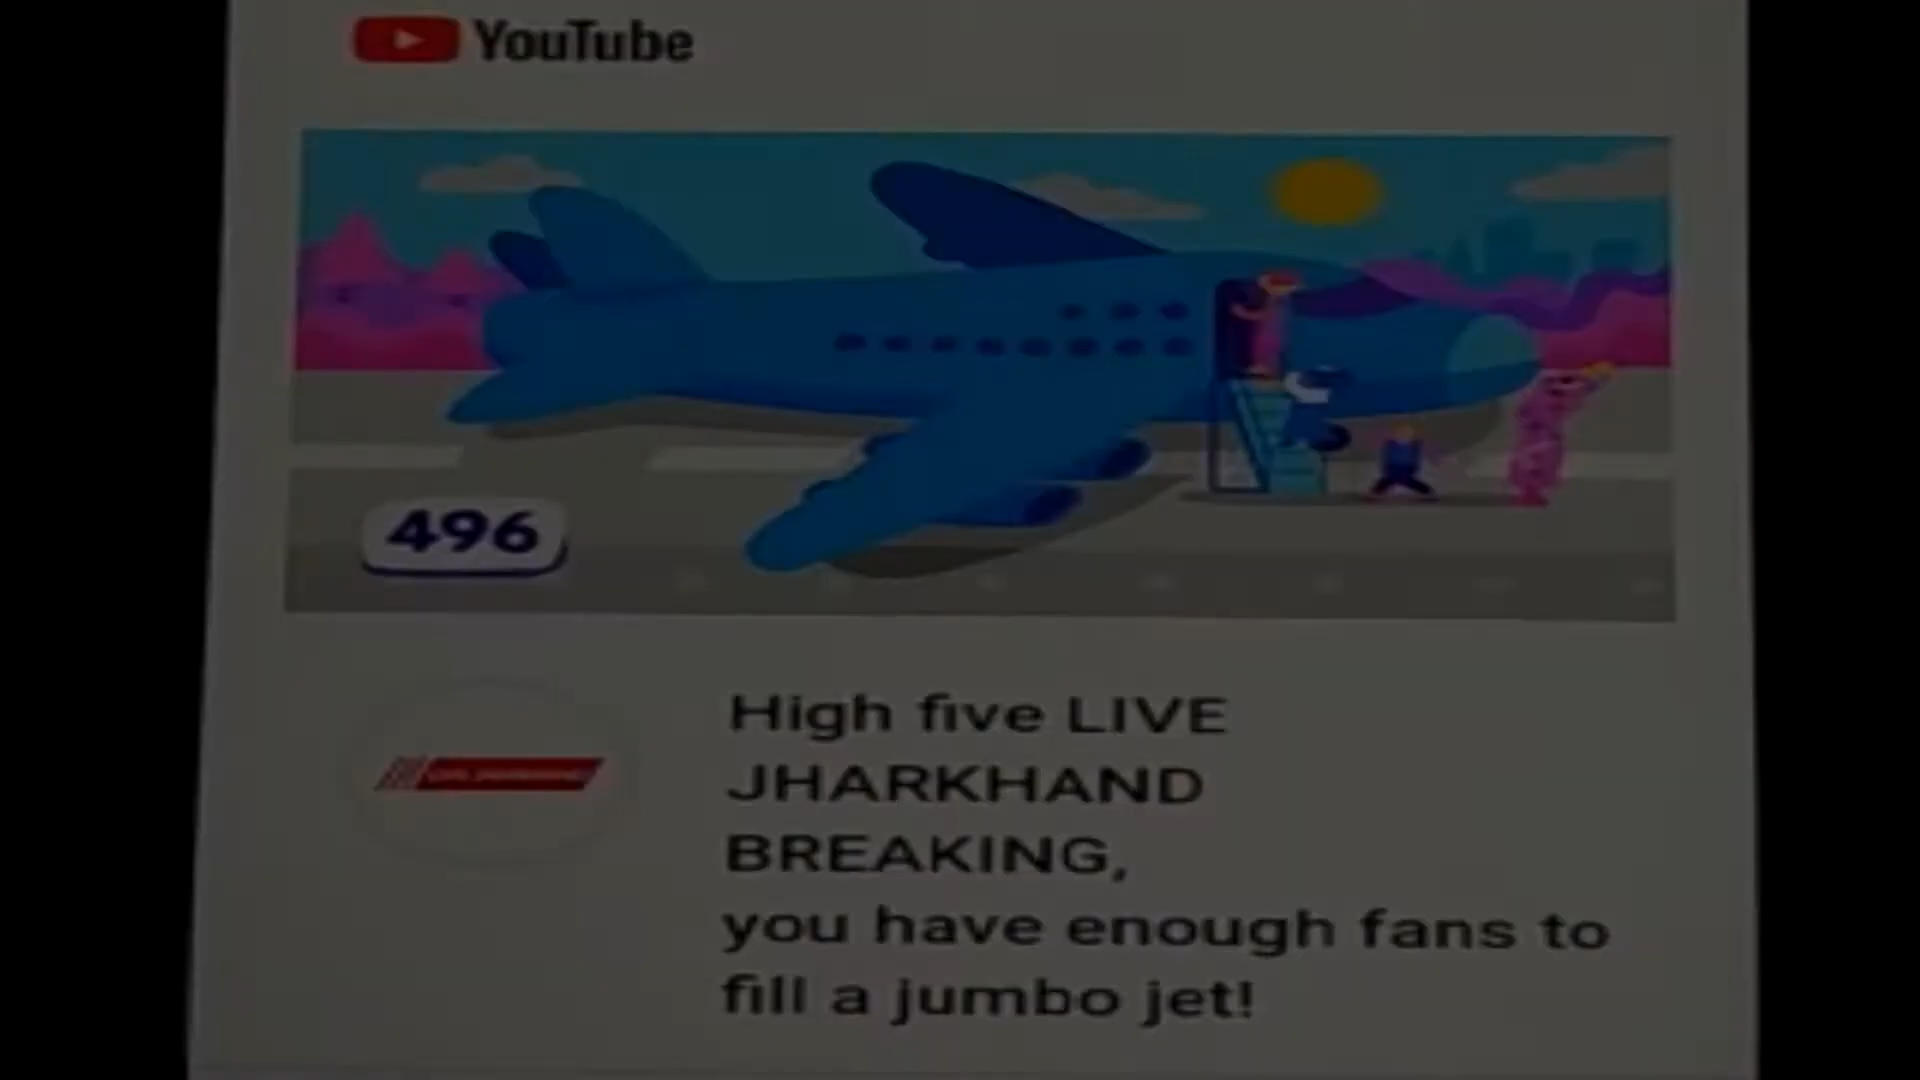 YouTube
496
High five LIVE
JHARKHAND
BREAKING,
you have enough fans to
fill a jumbo jet!